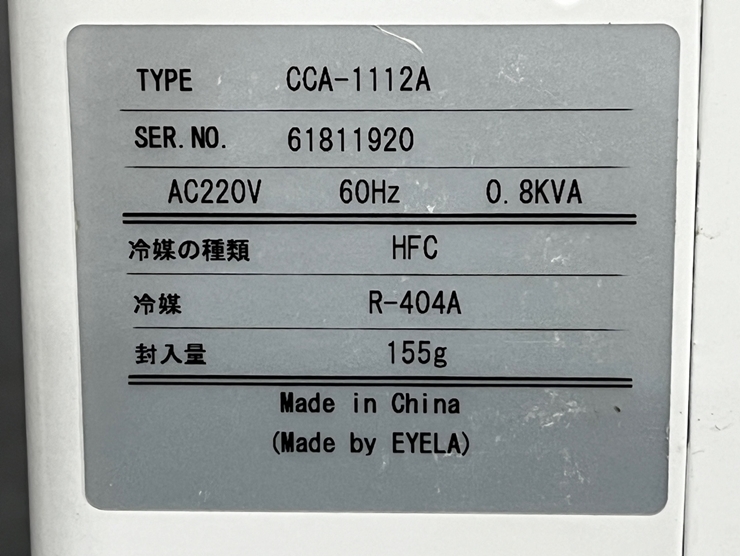 TYPE CCA-1112A
SER.NO. 61811920
AC220V 60Hz 0.8KVA
冷媒の種類 HFC
冷媒 R-404A
封入量 155g
Made in China
(Made by EYELA)